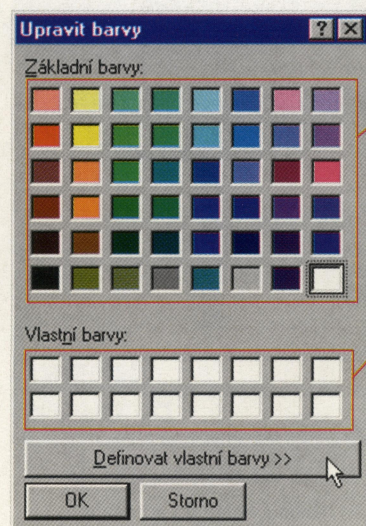 Upravit barvy
Základní barvy:
Vlastní barvy:
Definovat vlastní barvy >>
OK
Storno